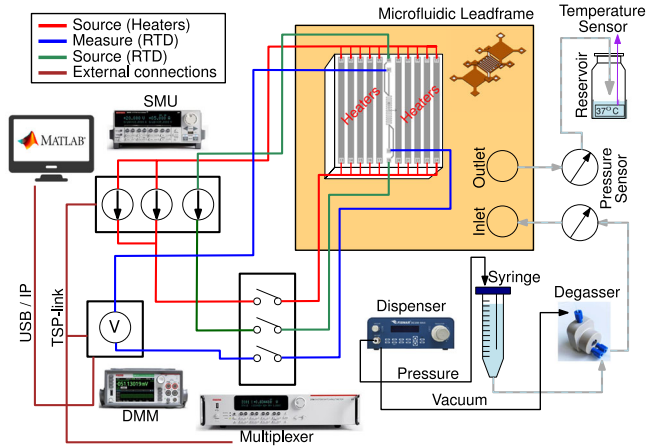 Source (Heaters)
Measure (RTD)
Source (RTD)
External connections
SMU
MATLAB®
Microfluidic Leadframe
Heaters
Heaters
Temperature
Sensor
Reservoir
37°C
Outlet
Inlet
Pressure
Sensor
USB / IP
TSP-link
V
DMM
Multiplexer
Dispenser
Syringe
Degasser
Pressure
Vacuum